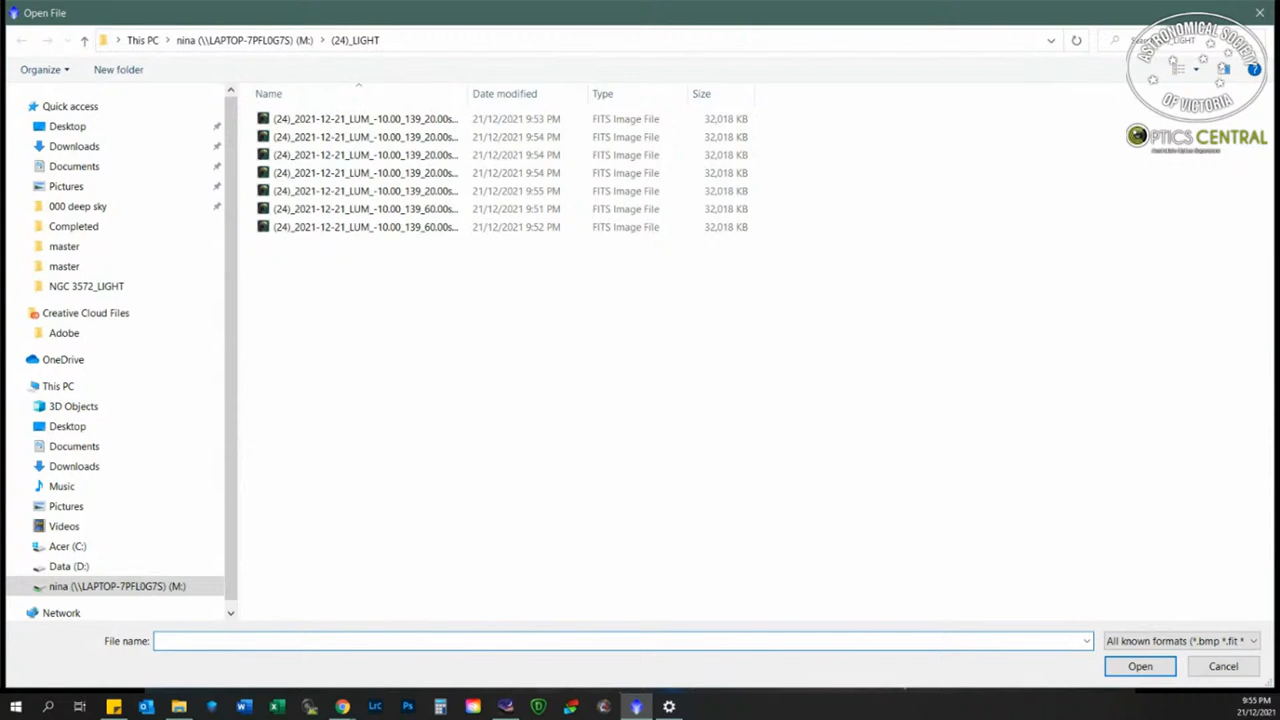 Open File
This PC > nina (\\LAPTOP-7PFL0G7S) (M:) > (24)_LIGHT
ASTRONOMICAL SOCIETY
OF VICTORIA
OPTICS CENTRAL
Organize
New folder
Name
Date modified
Type
Size
Quick access
Desktop
Downloads
Documents
Pictures
000 deep sky
Completed
master
master
NGC 3572_LIGHT
Creative Cloud Files
Adobe
OneDrive
This PC
3D Objects
Desktop
Documents
Downloads
Music
Pictures
Videos
Acer (C:)
Data (D:)
nina (\\LAPTOP-7PFL0G7S) (M:)
Network
(24)_2021-12-21_LUM_-10.00_139_20.00s... 21/12/2021 9:53 PM FITS Image File 32,018 KB
(24)_2021-12-21_LUM_-10.00_139_20.00s... 21/12/2021 9:54 PM FITS Image File 32,018 KB
(24)_2021-12-21_LUM_-10.00_139_20.00s... 21/12/2021 9:54 PM FITS Image File 32,018 KB
(24)_2021-12-21_LUM_-10.00_139_20.00s... 21/12/2021 9:54 PM FITS Image File 32,018 KB
(24)_2021-12-21_LUM_-10.00_139_20.00s... 21/12/2021 9:55 PM FITS Image File 32,018 KB
(24)_2021-12-21_LUM_-10.00_139_60.00s... 21/12/2021 9:51 PM FITS Image File 32,018 KB
(24)_2021-12-21_LUM_-10.00_139_60.00s... 21/12/2021 9:52 PM FITS Image File 32,018 KB
File name:
All known formats (*.bmp *.fit *
Open
Cancel
9:55 PM
21/12/2021